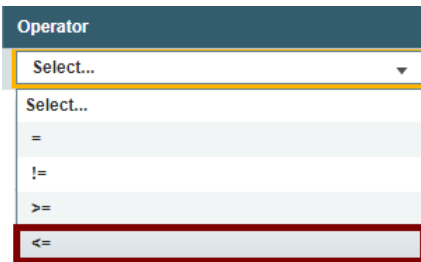 Operator
Select...
Select...
=
!=
>=
<=